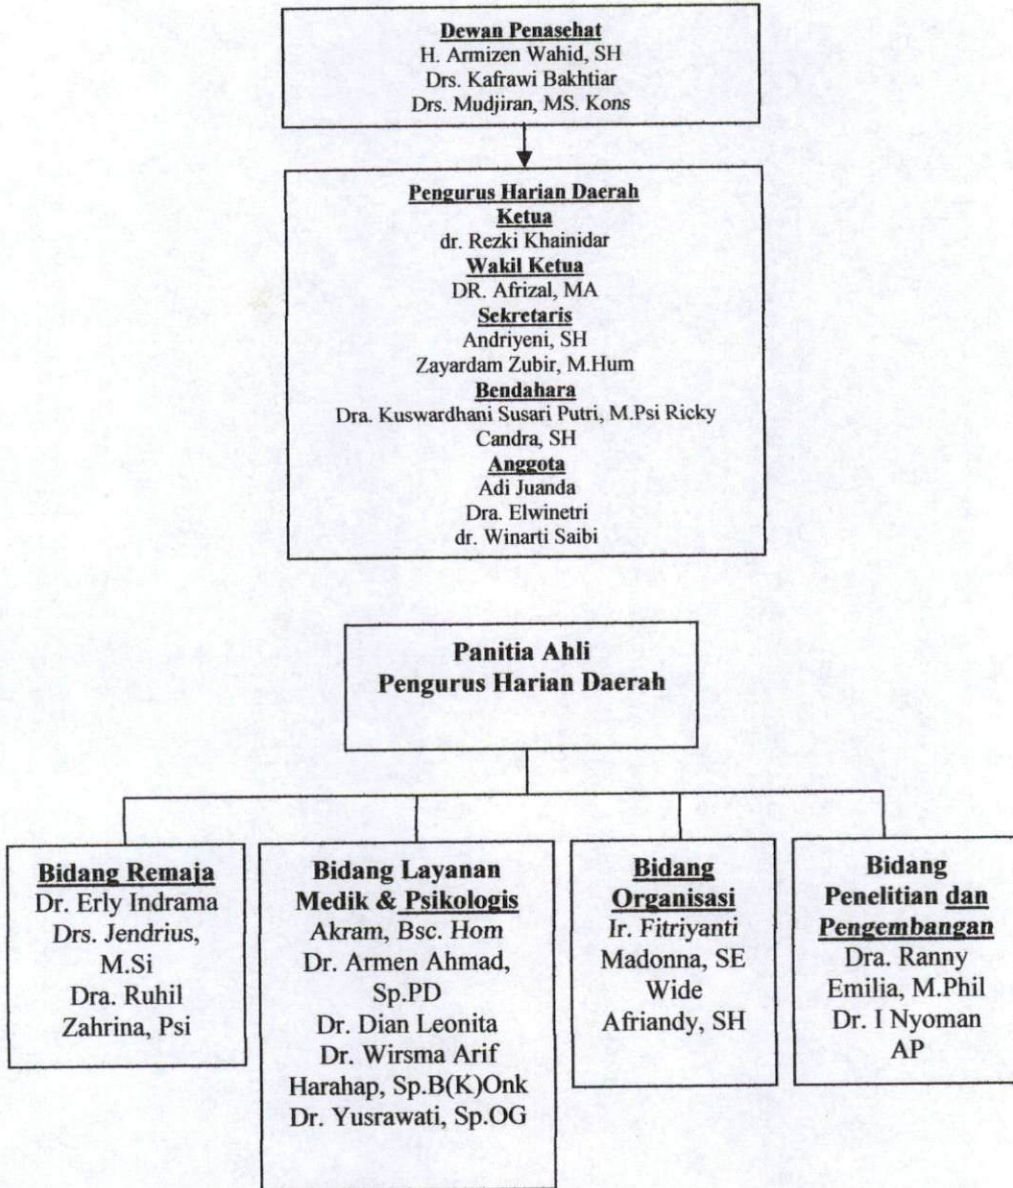 Dewan Penasehat
H. Armizen Wahid, SH
Drs. Kafrawi Bakhtiar
Drs. Mudjiran, MS. Kons
Pengurus Harian Daerah
Ketua
dr. Rezki Khainidar
Wakil Ketua
DR. Afrizal, MA
Sekretaris
Andriyeni, SH
Zayardam Zubir, M.Hum
Bendahara
Dra. Kuswardhani Susari Putri, M.Psi Ricky
Candra, SH
Anggota
Adi Juanda
Dra. Elwinetri
dr. Winarti Saibi
Panitia Ahli
Pengurus Harian Daerah
Bidang Remaja
Dr. Erly Indrama
Drs. Jendrius,
M.Si
Dra. Ruhil
Zahrina, Psi
Bidang Layanan
Medik & Psikologis
Akram, Bsc. Hom
Dr. Armen Ahmad,
Sp.PD
Dr. Dian Leonita
Dr. Wirsma Arif
Harahap, Sp.B(K)Onk
Dr. Yusrawati, Sp.OG
Bidang
Organisasi
Ir. Fitriyanti
Madonna, SE
Wide
Afriandy, SH
Bidang
Penelitian dan
Pengembangan
Dra. Ranny
Emilia, M.Phil
Dr. I Nyoman
AP